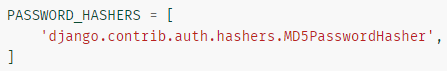 PASSWORD_HASHERS = [
    'django.contrib.auth.hashers.MD5PasswordHasher',
]